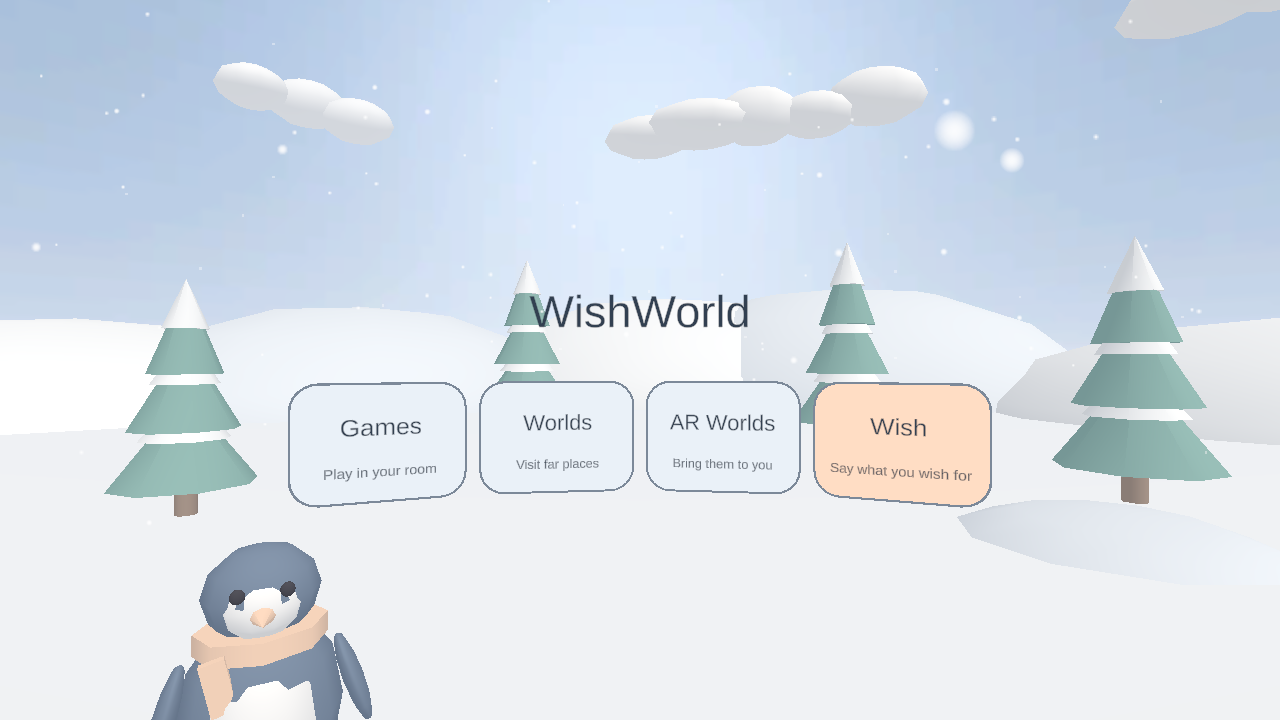 WishWorld
Games
Play in your room
Worlds
Visit far places
AR Worlds
Bring them to you
Wish
Say what you wish for